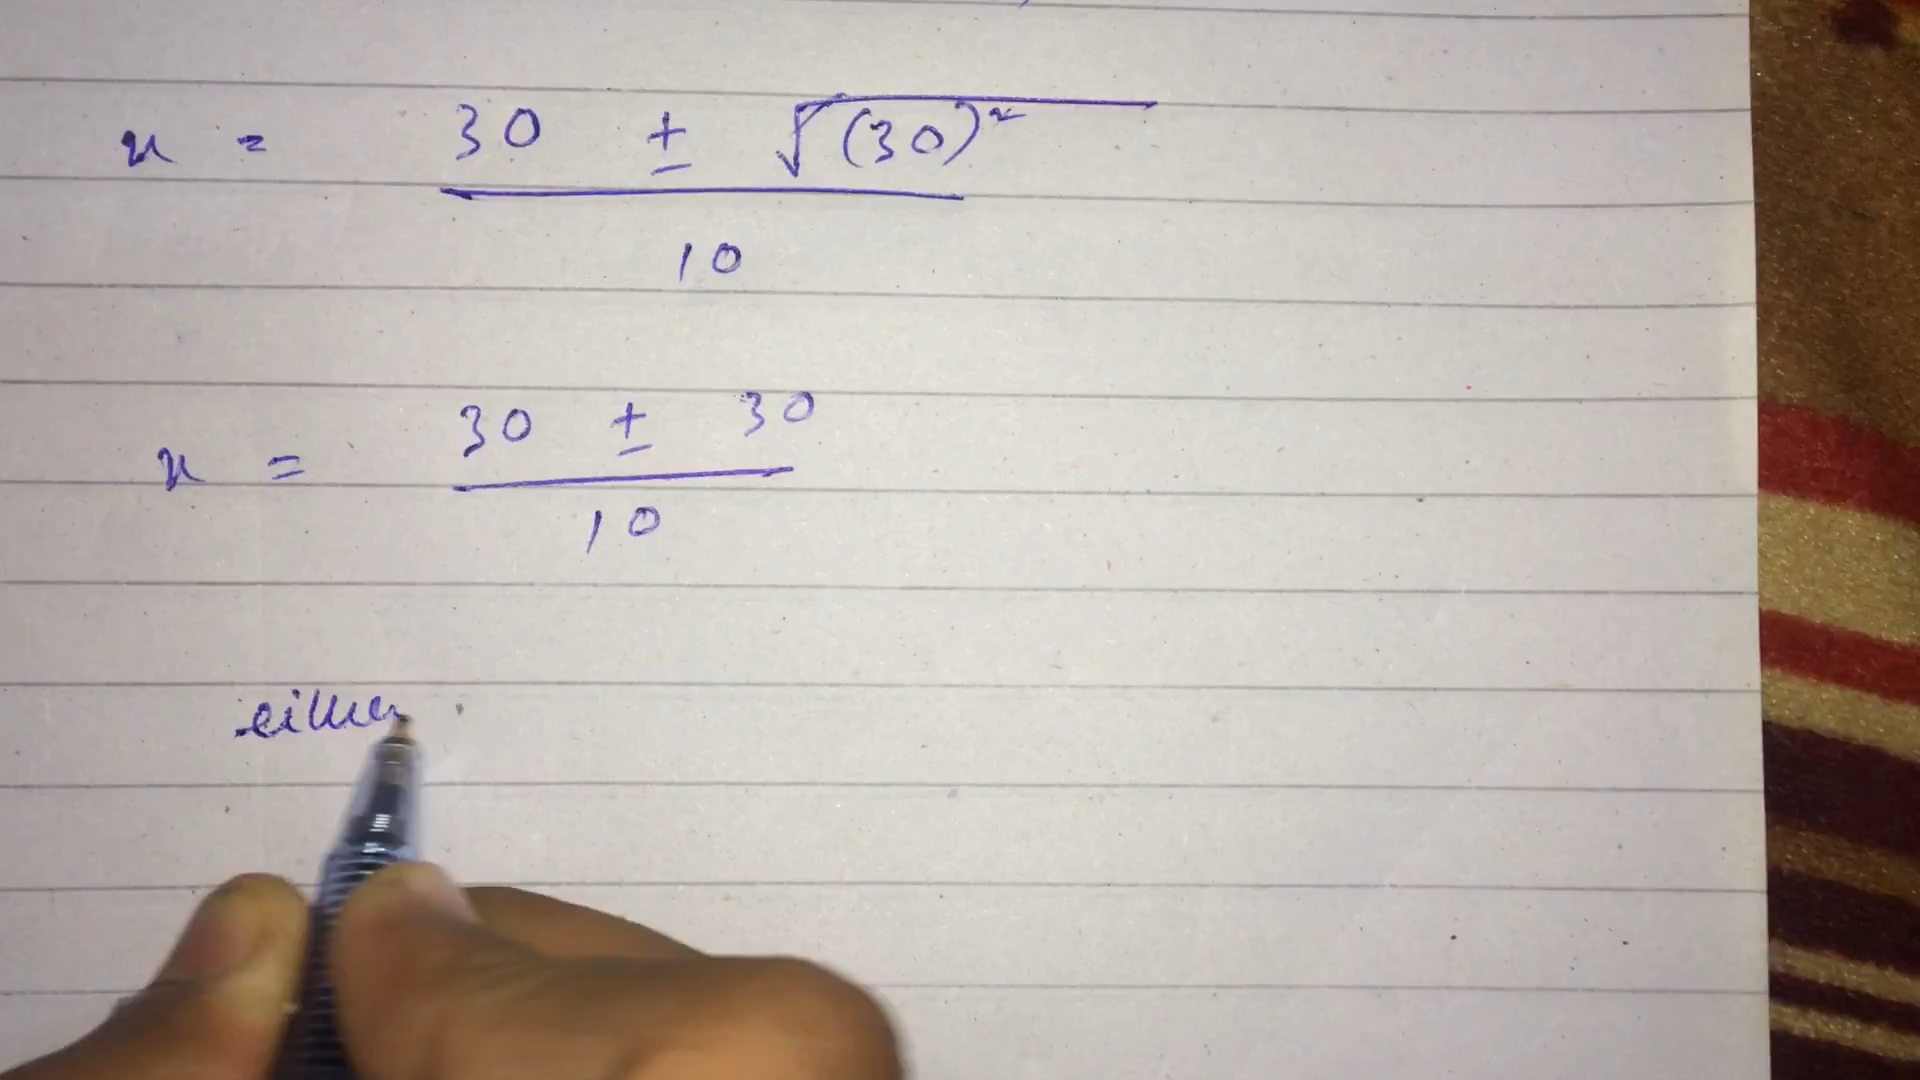 x = 30 ± √(30)²
10
x = 30 ± 30
10
either